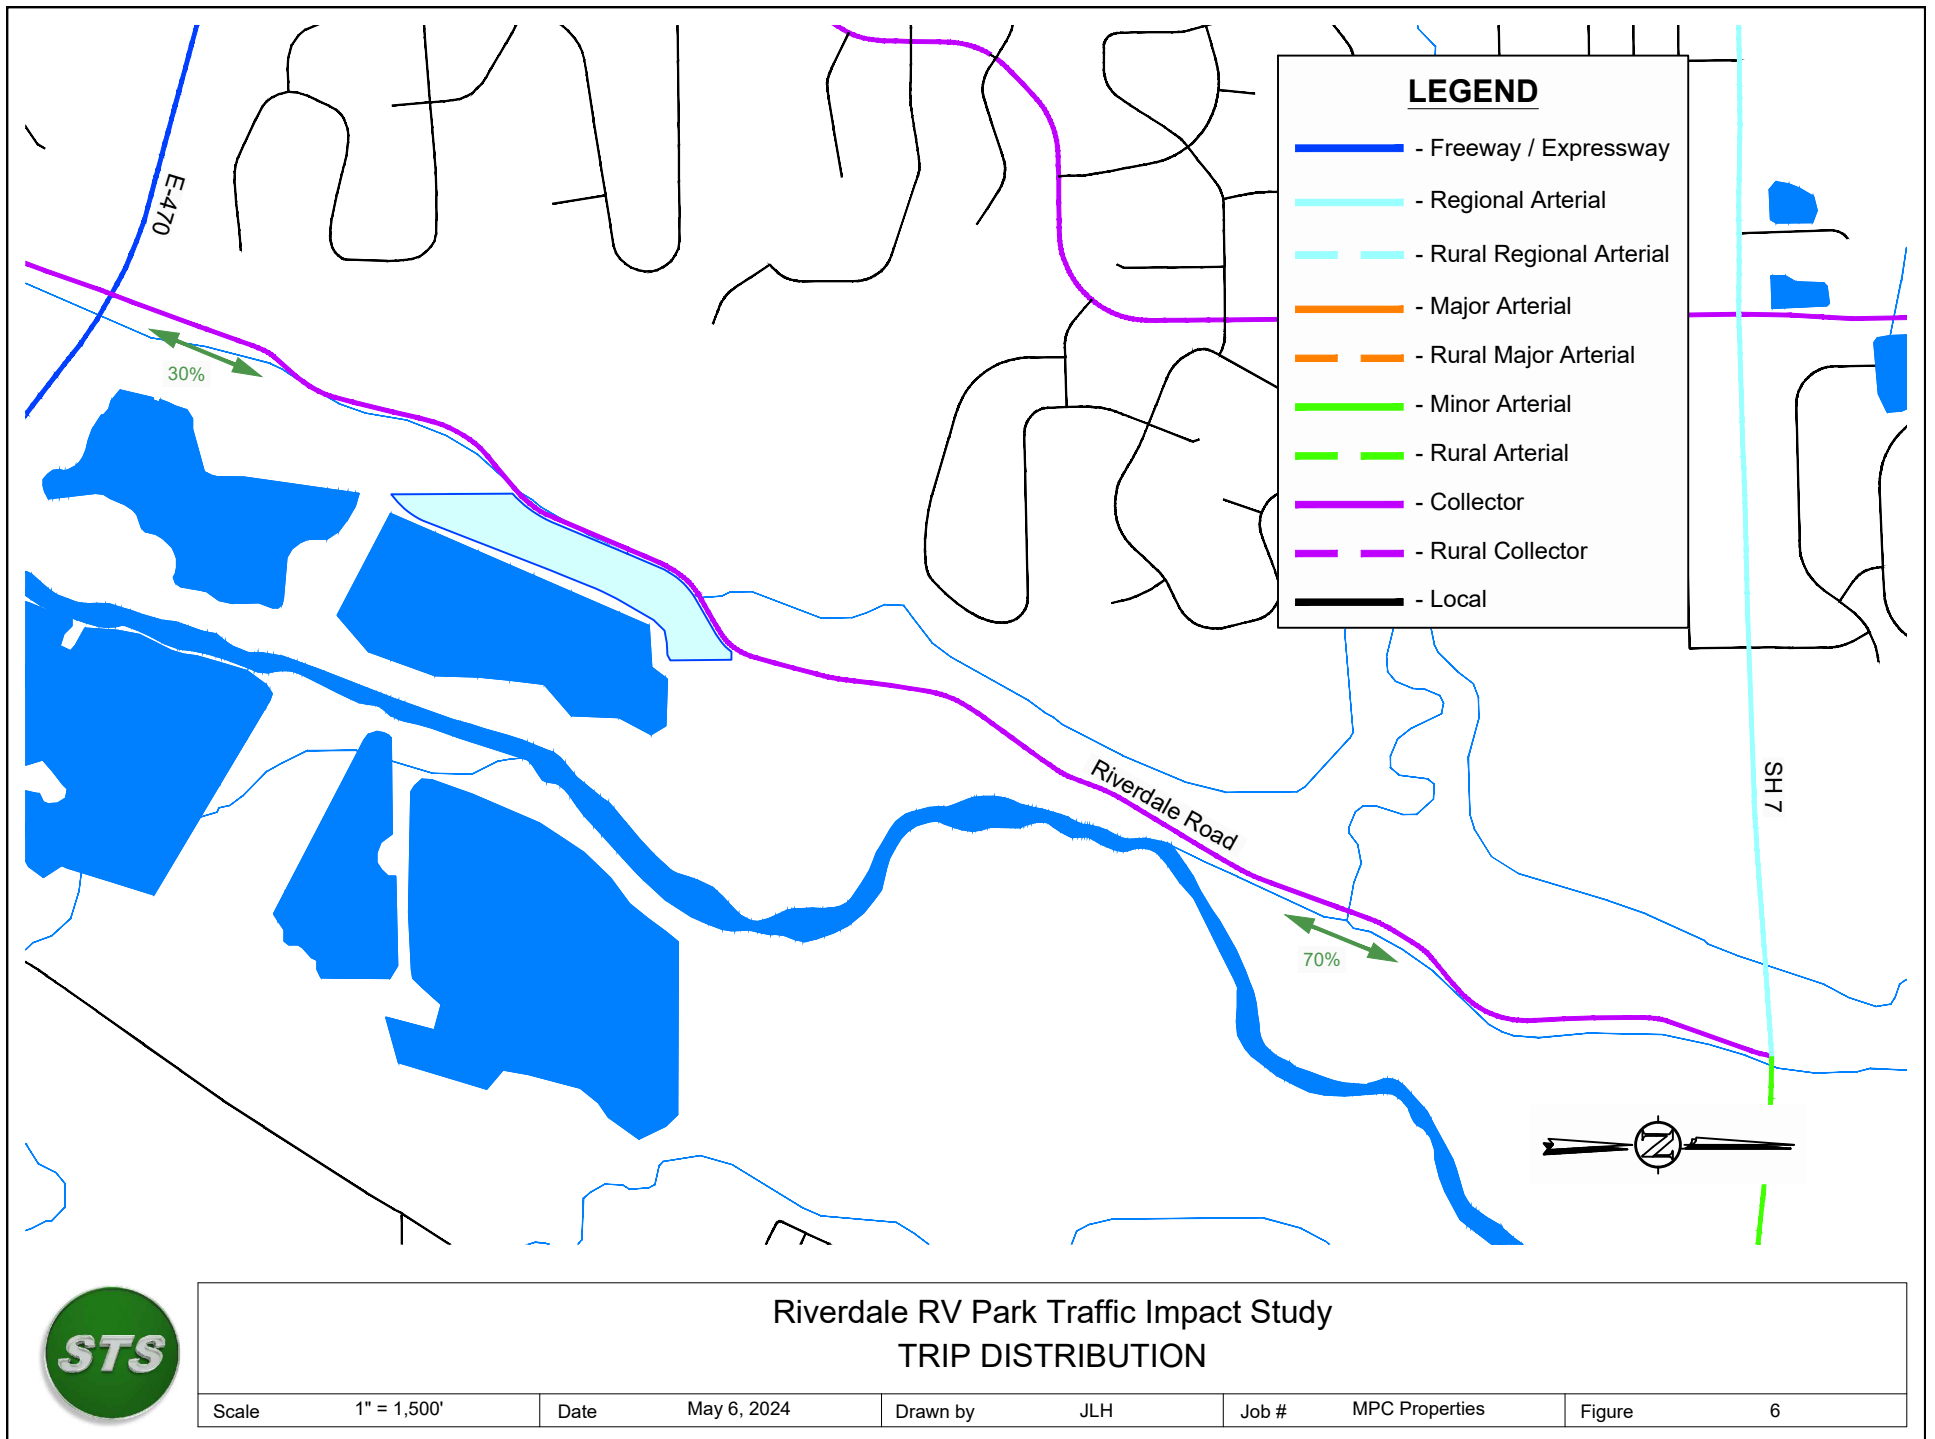 LEGEND
- Freeway / Expressway
- Regional Arterial
- Rural Regional Arterial
- Major Arterial
- Rural Major Arterial
- Minor Arterial
- Rural Arterial
- Collector
- Rural Collector
- Local
E-470
30%
Riverdale Road
SH 7
70%
N
STS
Riverdale RV Park Traffic Impact Study
TRIP DISTRIBUTION
Scale 1" = 1,500' Date May 6, 2024 Drawn by JLH Job # MPC Properties Figure 6